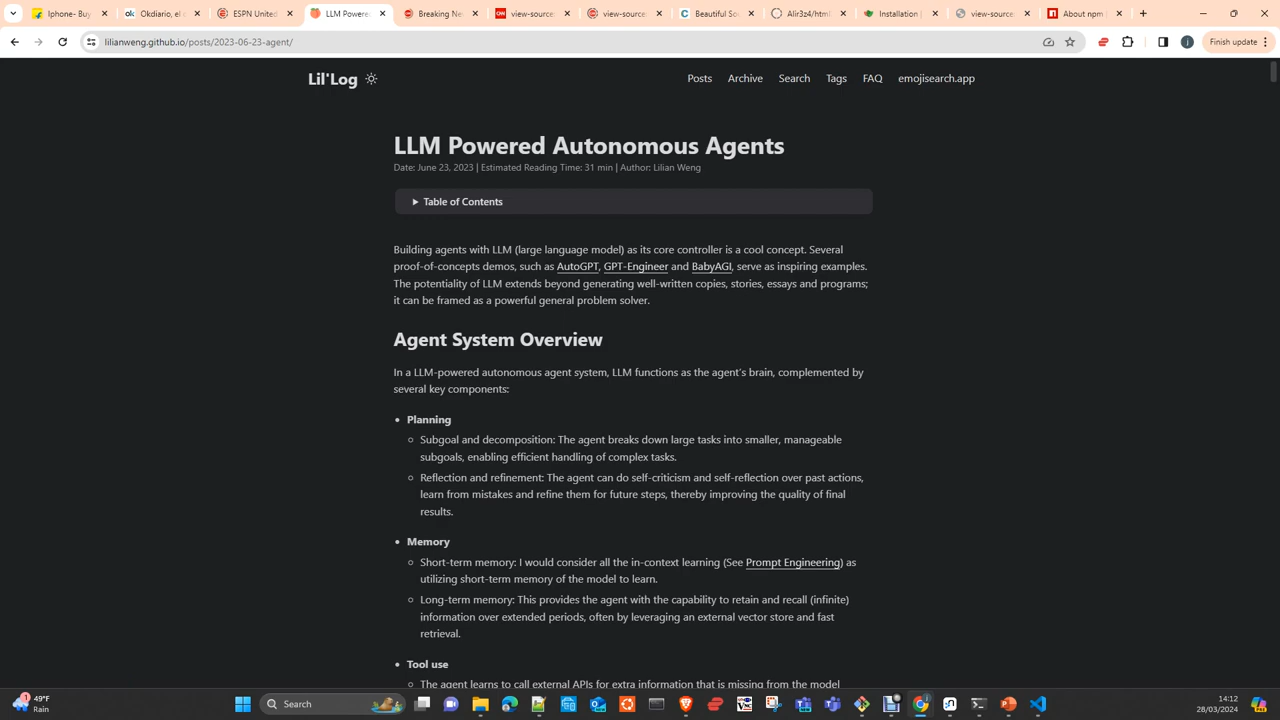 Iphone- Buy
Okdiario, el e
ESPN United
LLM Powere
Breaking Ne
view-source
view-source
Beautiful So
Alir3z4/html
Installation |
view-source
About npm |
lilianweng.github.io/posts/2023-06-23-agent/
Finish update
Lil'Log
Posts
Archive
Search
Tags
FAQ
emojisearch.app
LLM Powered Autonomous Agents
Date: June 23, 2023 | Estimated Reading Time: 31 min | Author: Lilian Weng
Table of Contents
Building agents with LLM (large language model) as its core controller is a cool concept. Several
proof-of-concepts demos, such as AutoGPT, GPT-Engineer and BabyAGI, serve as inspiring examples.
The potentiality of LLM extends beyond generating well-written copies, stories, essays and programs;
it can be framed as a powerful general problem solver.
Agent System Overview
In a LLM-powered autonomous agent system, LLM functions as the agent's brain, complemented by
several key components:
Planning
Subgoal and decomposition: The agent breaks down large tasks into smaller, manageable
subgoals, enabling efficient handling of complex tasks.
Reflection and refinement: The agent can do self-criticism and self-reflection over past actions,
learn from mistakes and refine them for future steps, thereby improving the quality of final
results.
Memory
Short-term memory: I would consider all the in-context learning (See Prompt Engineering) as
utilizing short-term memory of the model to learn.
Long-term memory: This provides the agent with the capability to retain and recall (infinite)
information over extended periods, often by leveraging an external vector store and fast
retrieval.
Tool use
The agent learns to call external APIs for extra information that is missing from the model
49°F
Rain
Search
14:12
28/03/2024